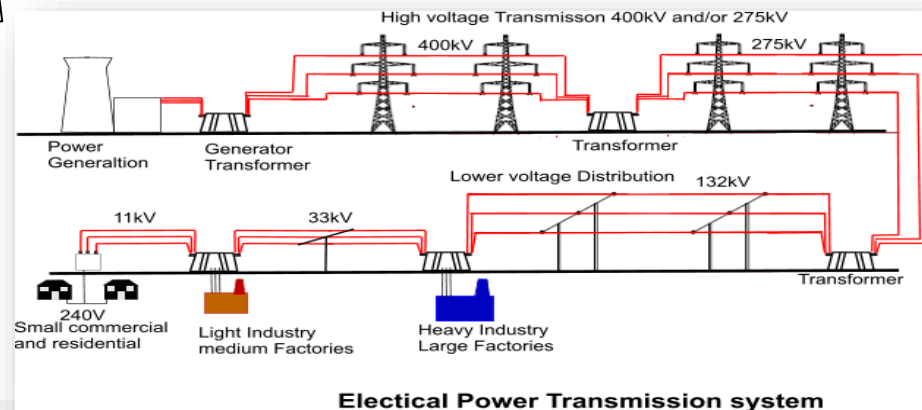 High voltage Transmisson 400kV and/or 275kV
400kV
275kV
Power
Generaltion
Generator
Transformer
Transformer
Lower voltage Distribution
132kV
11kV
33kV
Transformer
240V
Small commercial
and residential
Light Industry
medium Factories
Heavy Industry
Large Factories
Electical Power Transmission system